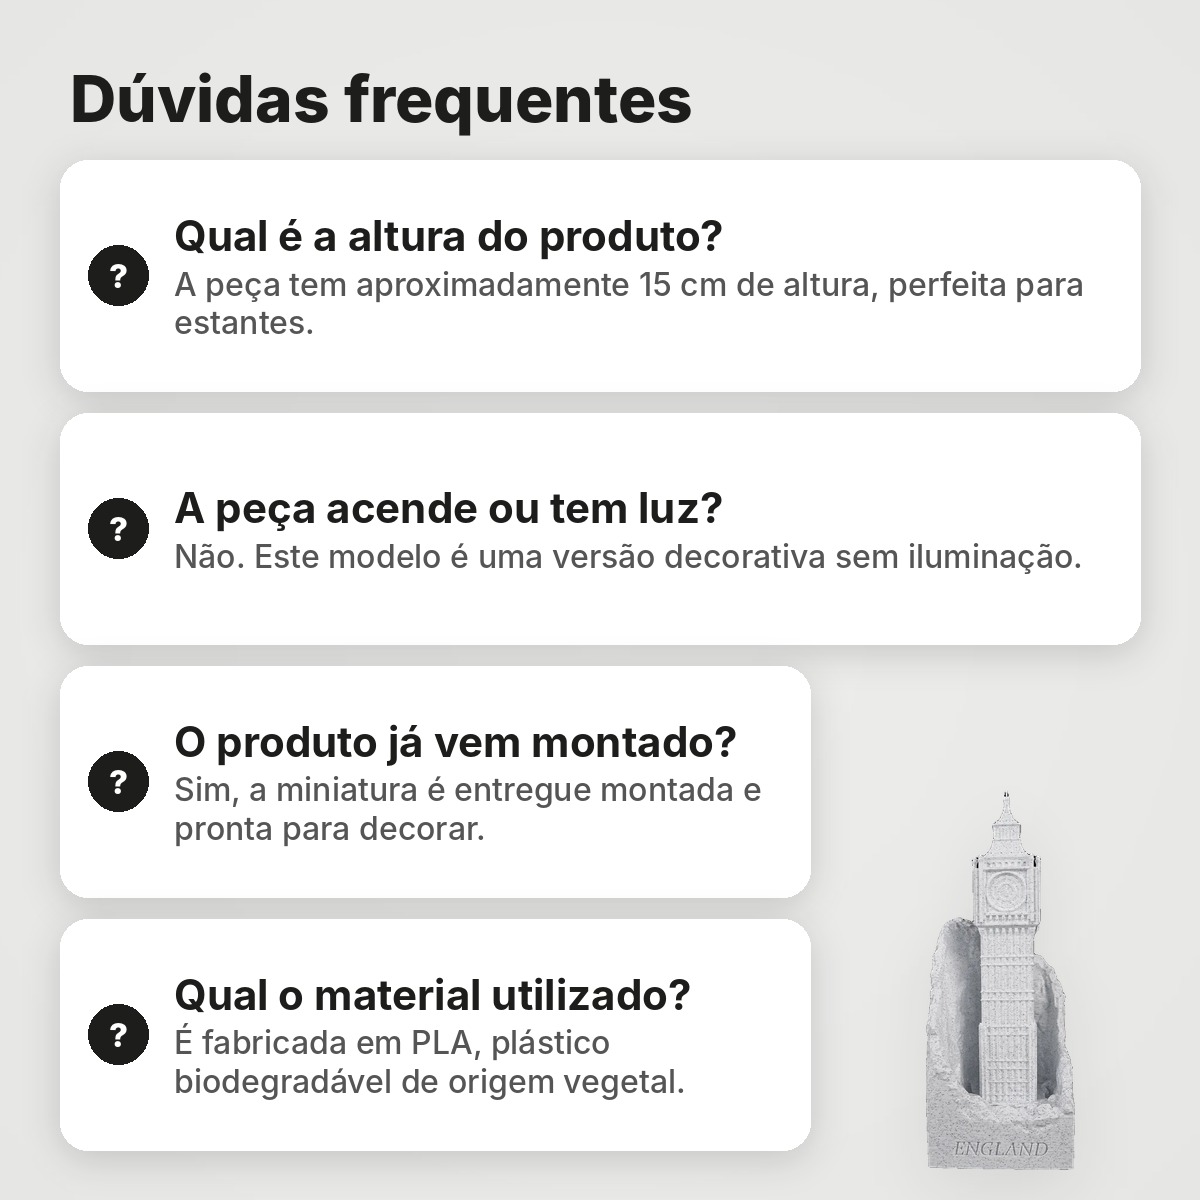 Dúvidas frequentes
?
Qual é a altura do produto?
A peça tem aproximadamente 15 cm de altura, perfeita para
estantes.
?
A peça acende ou tem luz?
Não. Este modelo é uma versão decorativa sem iluminação.
?
O produto já vem montado?
Sim, a miniatura é entregue montada e
pronta para decorar.
?
Qual o material utilizado?
É fabricada em PLA, plástico
biodegradável de origem vegetal.
ENGLAND